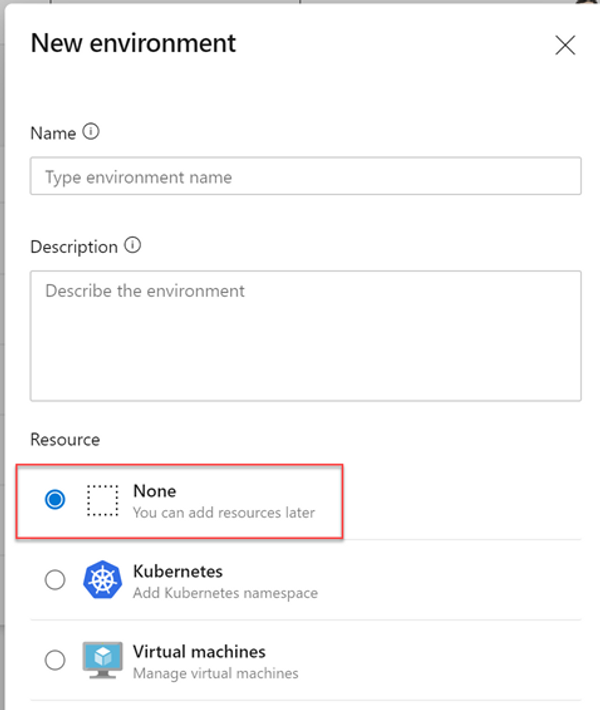 New environment
Name
Type environment name
Description
Describe the environment
Resource
None
You can add resources later
Kubernetes
Add Kubernetes namespace
Virtual machines
Manage virtual machines